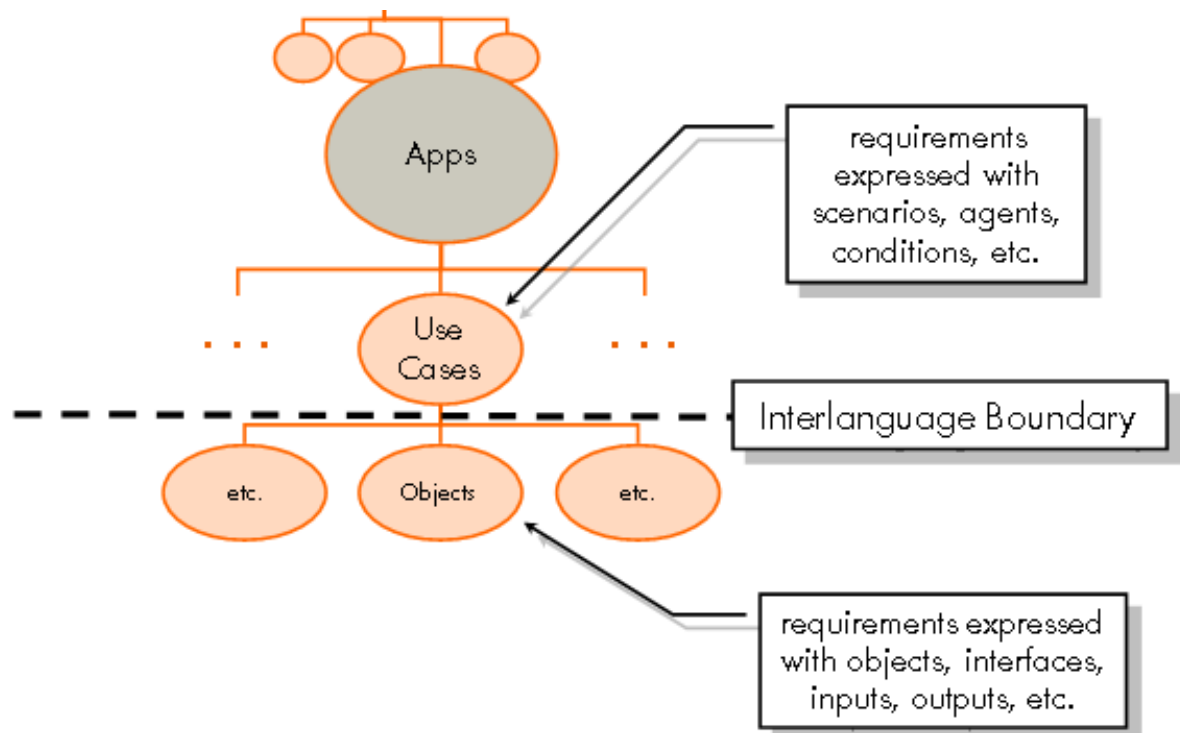 Apps
requirements
expressed with
scenarios, agents,
conditions, etc.
. . .
Use
Cases
. . .
Interlanguage Boundary
etc.
Objects
etc.
requirements expressed
with objects, interfaces,
inputs, outputs, etc.